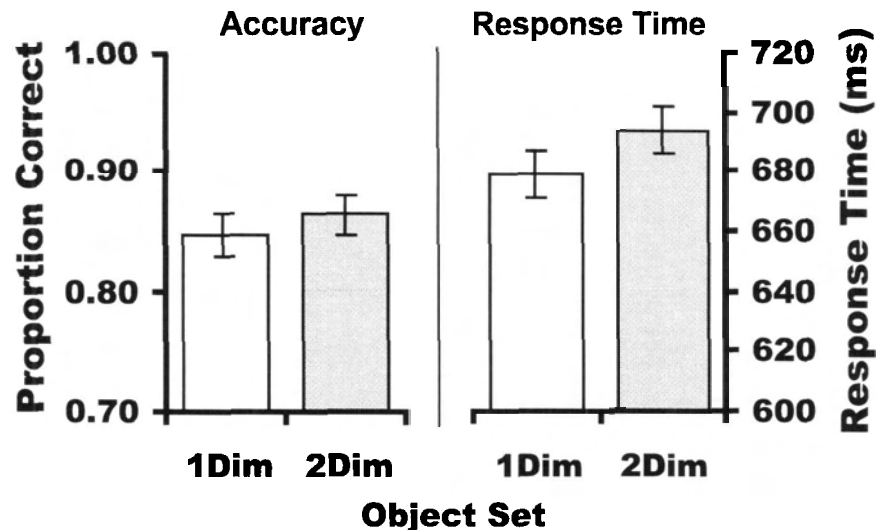 Accuracy
Response Time
Proportion Correct
1.00
0.90
0.80
0.70
720
700
680
660
640
620
600
Response Time (ms)
1Dim 2Dim
1Dim 2Dim
Object Set